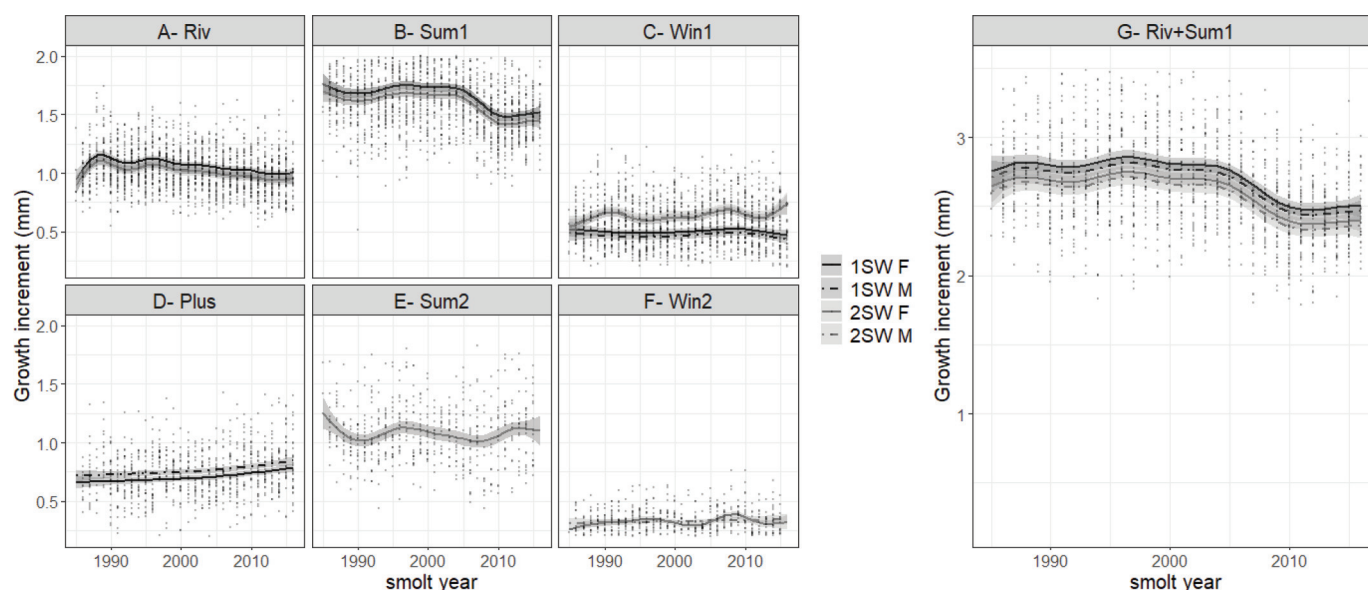 A- Riv
B- Sum1
C- Win1
G- Riv+Sum1
Growth increment (mm)
2.0
1.5
1.0
0.5
D- Plus
E- Sum2
F- Win2
2.0
1.5
1.0
0.5
1990
2000
2010
1990
2000
2010
1990
2000
2010
smolt year
1SW F
1SW M
2SW F
2SW M
Growth increment (mm)
3
2
1
1990
2000
2010
smolt year